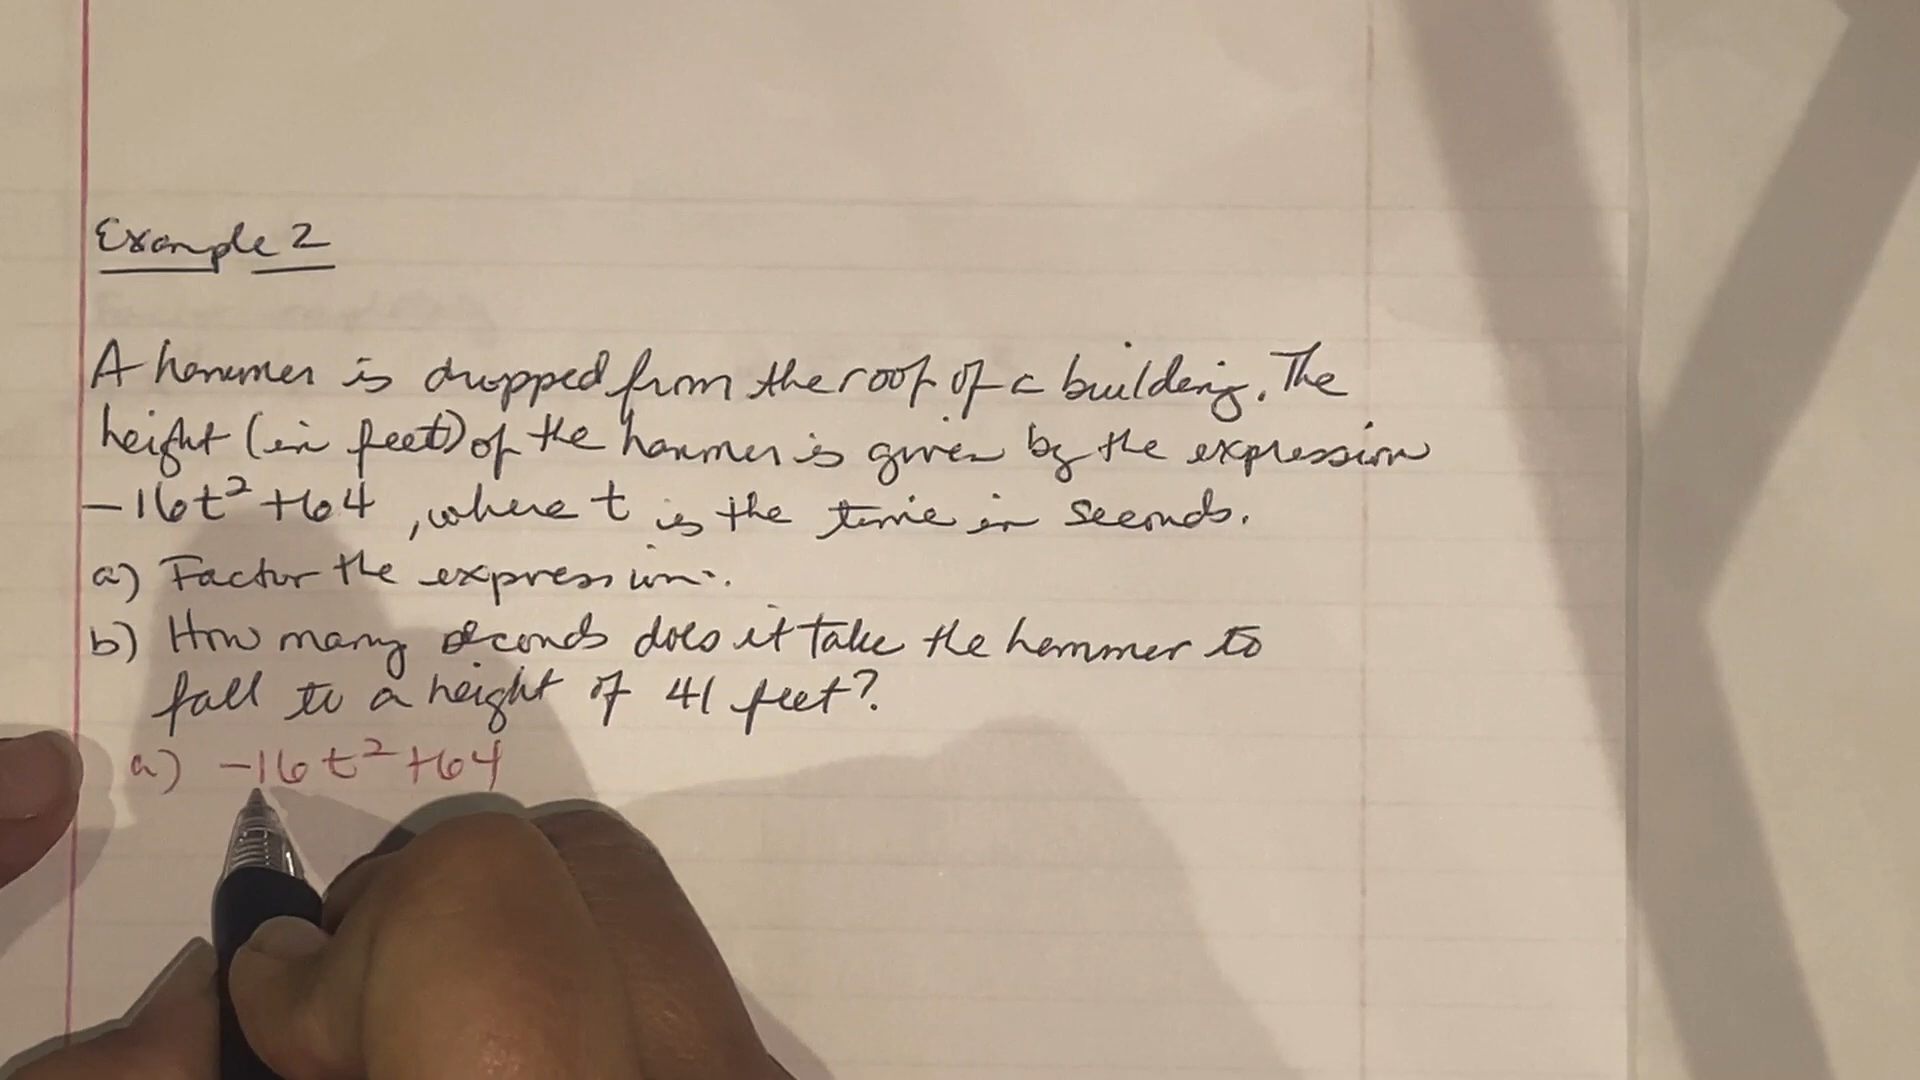 Example 2
A hammer is dropped from the roof of a building. The
height (in feet) of the hammer is given by the expression
-16t² +64, where t is the time in seconds.
a) Factor the expression.
b) How many seconds does it take the hammer to
fall to a height of 41 feet?
a) -16t² +64